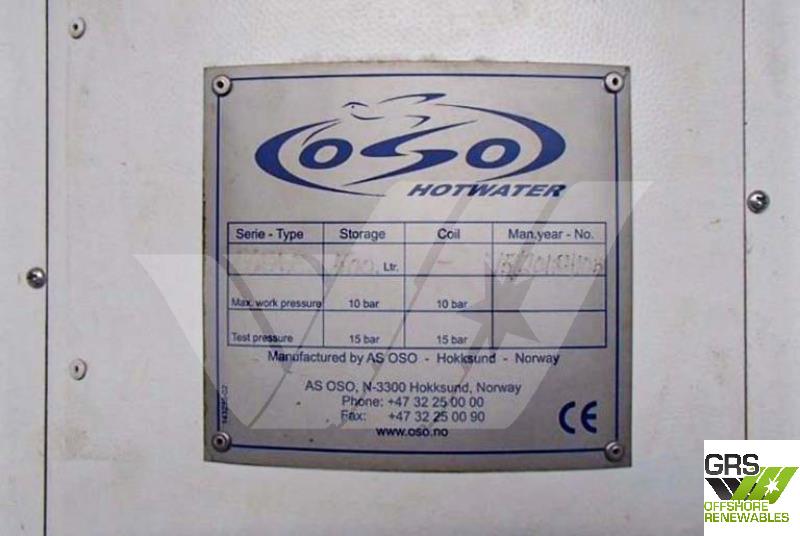 OSO
HOTWATER
Serie - Type Storage Coil Man.year - No.
Ltr. -
Max. work pressure 10 bar 10 bar
Test pressure 15 bar 15 bar
Manufactured by AS OSO - Hokksund - Norway
AS OSO, N-3300 Hokksund, Norway
Phone: +47 32 25 00 00
Fax: +47 32 25 00 90
www.oso.no
CE
GRS
OFFSHORE
RENEWABLES